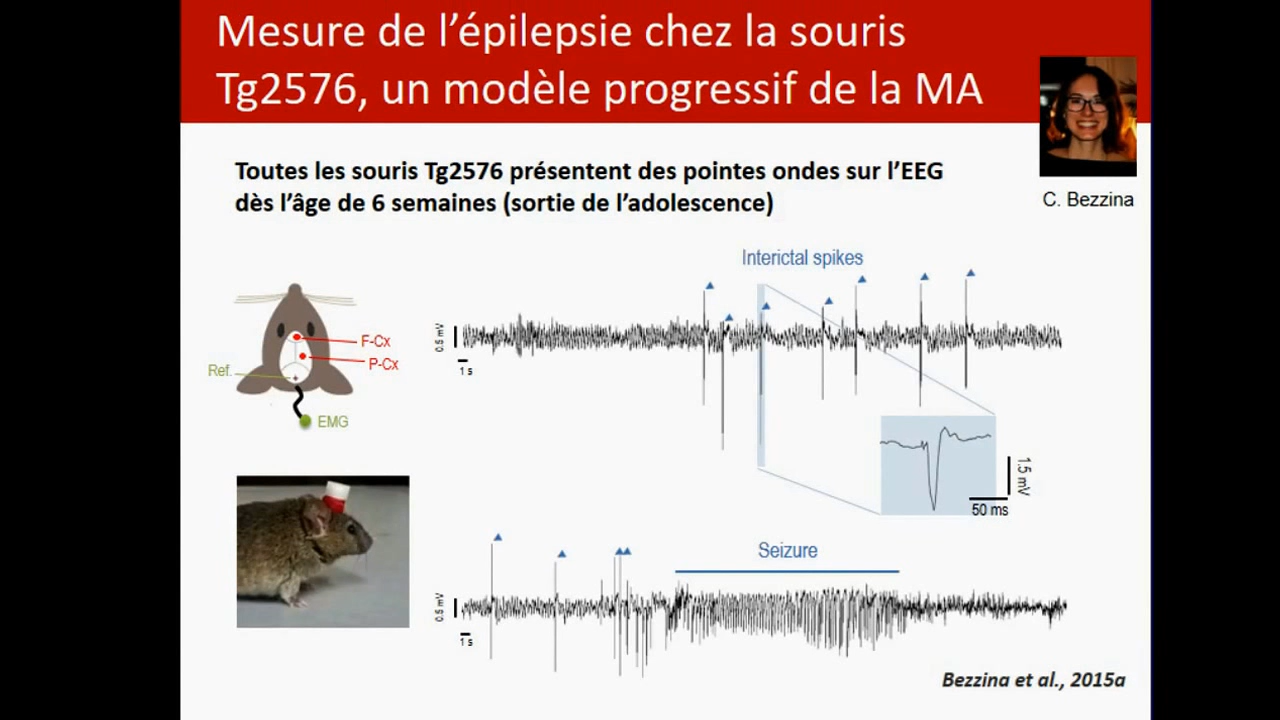 Mesure de l’épilepsie chez la souris
Tg2576, un modèle progressif de la MA
C. Bezzina
Toutes les souris Tg2576 présentent des pointes ondes sur l’EEG
dès l’âge de 6 semaines (sortie de l’adolescence)
Interictal spikes
0.5 mV
1 s
F-Cx
P-Cx
Ref.
EMG
1.5 mV
50 ms
Seizure
0.5 mV
1 s
Bezzina et al., 2015a